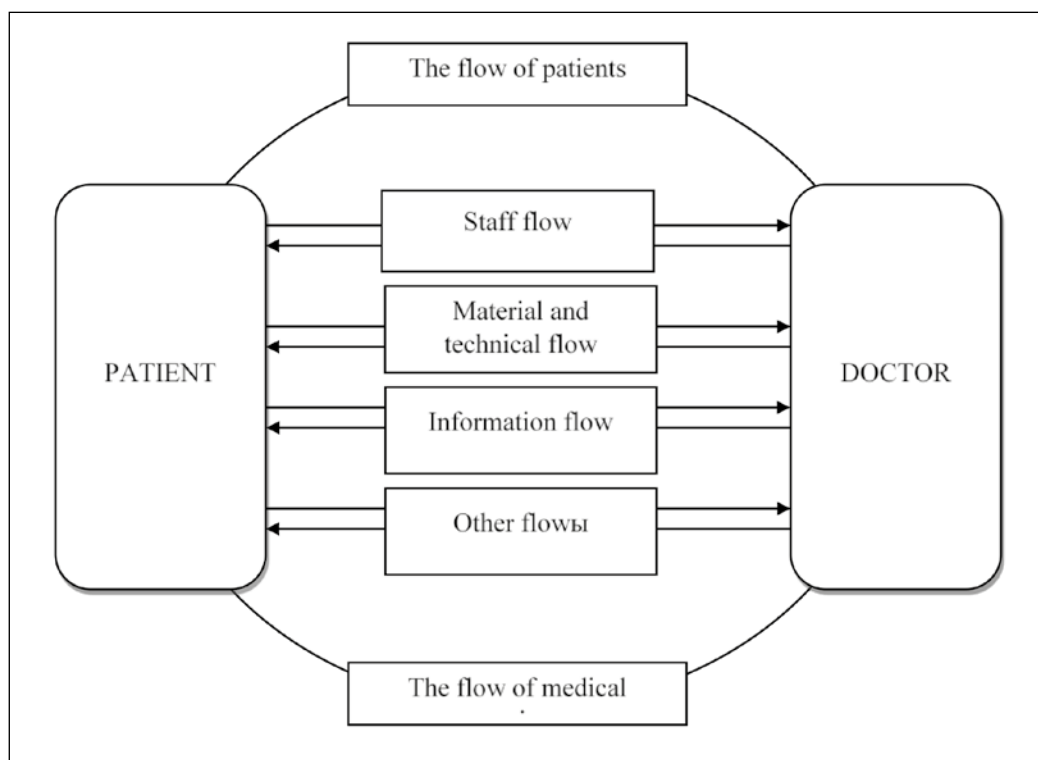 The flow of patients
Staff flow
Material and
technical flow
PATIENT
DOCTOR
Information flow
Other flowы
The flow of medical